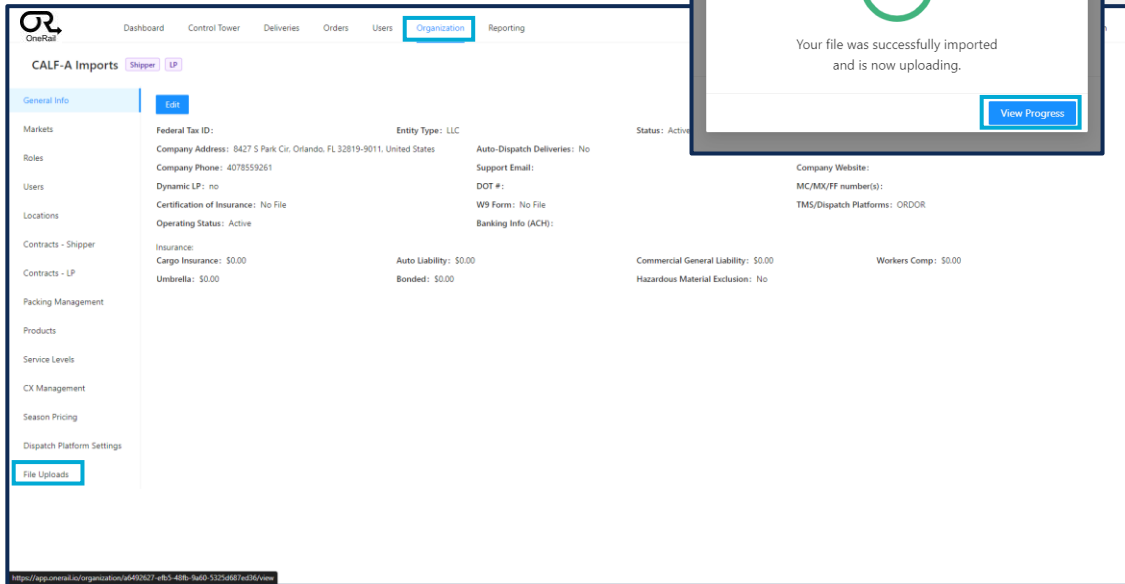 OneRail
Dashboard Control Tower Deliveries Orders Users Organization Reporting
CALF-A Imports Shipper LP
Your file was successfully imported
and is now uploading.
View Progress
General Info
Markets
Roles
Users
Locations
Contracts - Shipper
Contracts - LP
Packing Management
Products
Service Levels
CX Management
Season Pricing
Dispatch Platform Settings
File Uploads
Edit
Federal Tax ID: Entity Type: LLC Status: Active
Company Address: 8427 S Park Cir, Orlando, FL 32819-9011, United States Auto-Dispatch Deliveries: No
Company Phone: 4078559261 Support Email: Company Website:
Dynamic LP: no DOT #: MC/MX/FF number(s):
Certification of Insurance: No File W9 Form: No File TMS/Dispatch Platforms: ORDOR
Operating Status: Active Banking Info (ACH):
Insurance:
Cargo Insurance: $0.00 Auto Liability: $0.00 Commercial General Liability: $0.00 Workers Comp: $0.00
Umbrella: $0.00 Bonded: $0.00 Hazardous Material Exclusion: No
https://app.onerail.io/organization/a6492627-efb5-48fb-9a60-5325d687ed36/view